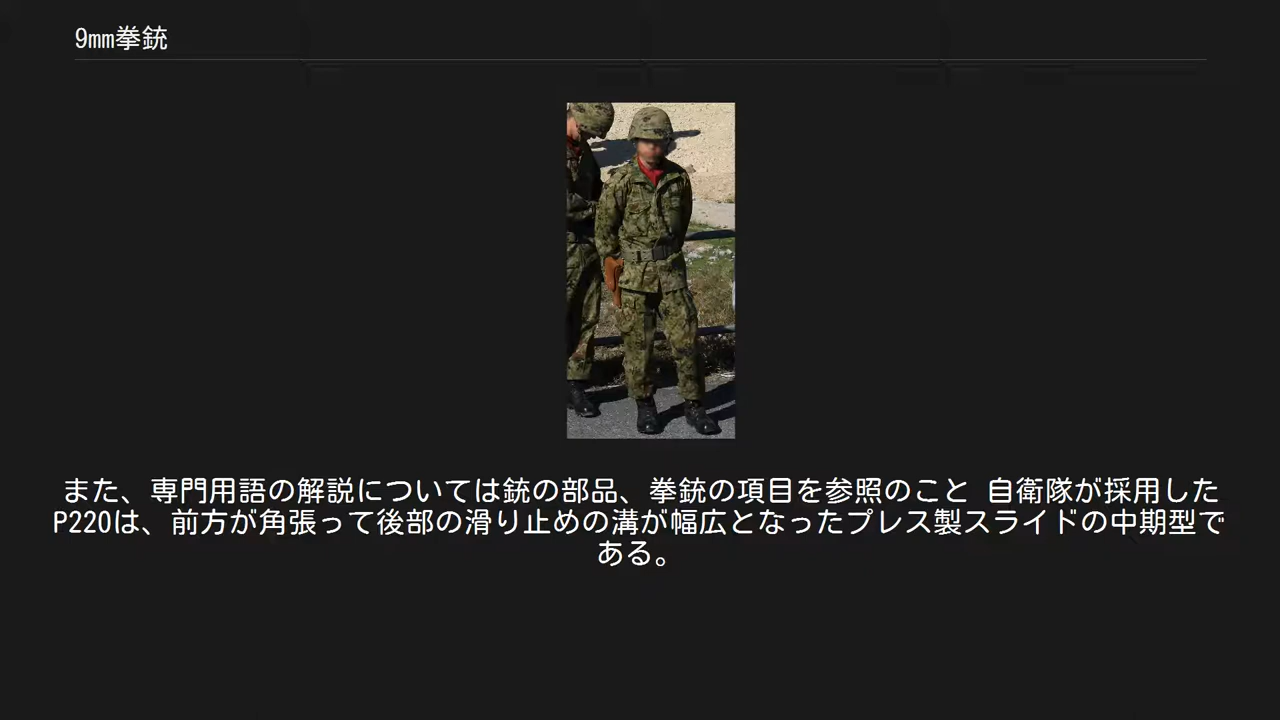 9mm拳銃
また、専門用語の解説については銃の部品、拳銃の項目を参照のこと 自衛隊が採用した
P220は、前方が角張って後部の滑り止めの溝が幅広となったプレス製スライドの中期型で
ある。